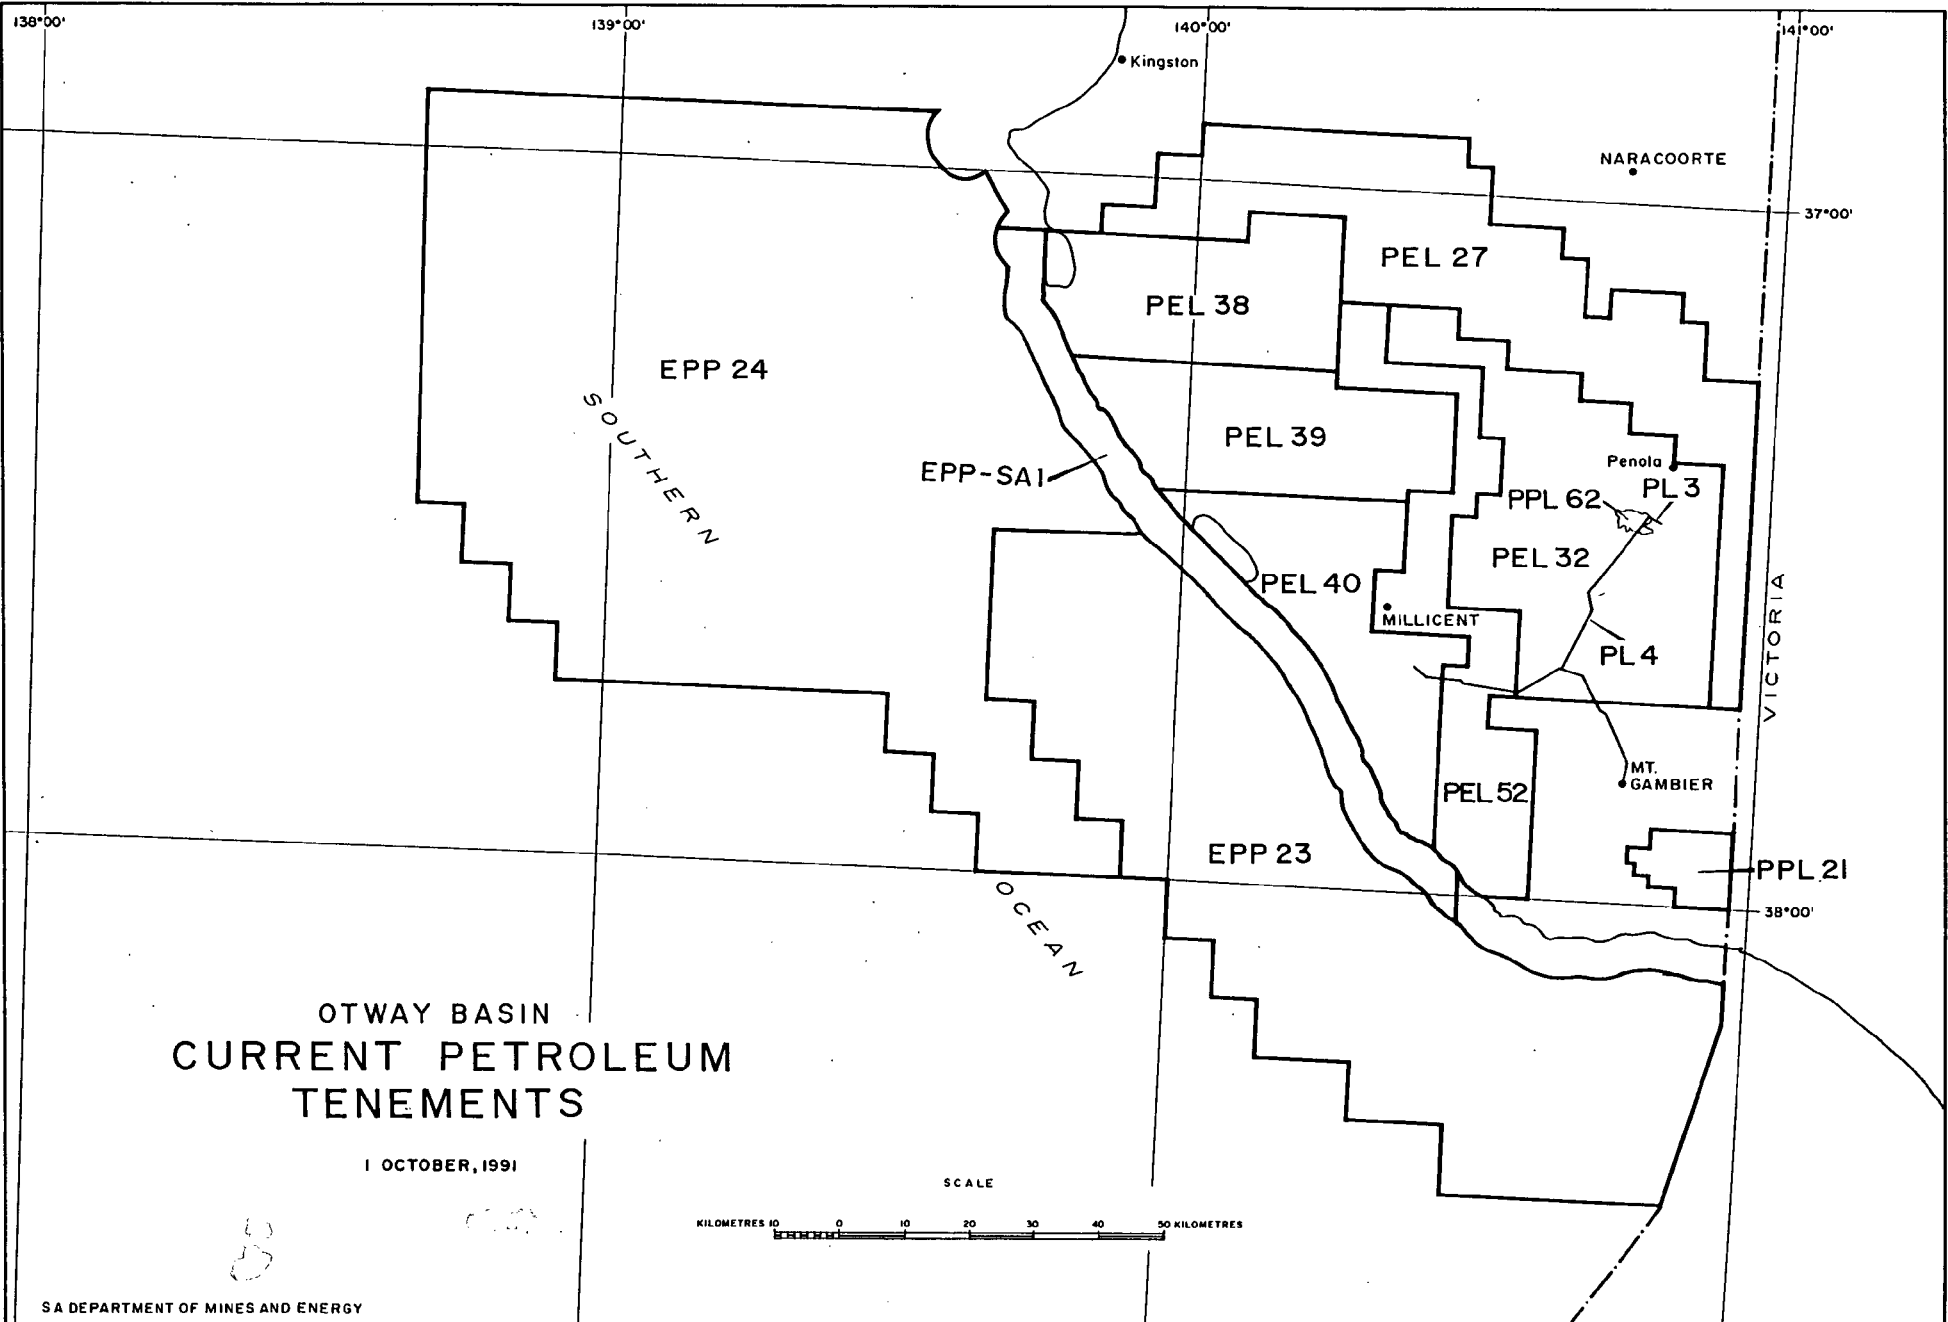 138°00'
139°00'
140°00'
141°00'
Kingston
NARACOORTE
37°00'
PEL 27
PEL 38
EPP 24
SOUTHERN
PEL 39
EPP-SA1
Penola
PL 3
PPL 62
PEL 32
PEL 40
MILLICENT
PL 4
VICTORIA
MT.
GAMBIER
PEL 52
EPP 23
PPL 21
OCEAN
38°00'
OTWAY BASIN
CURRENT PETROLEUM
TENEMENTS
1 OCTOBER, 1991
SCALE
KILOMETRES 10 0 10 20 30 40 50 KILOMETRES
SA DEPARTMENT OF MINES AND ENERGY